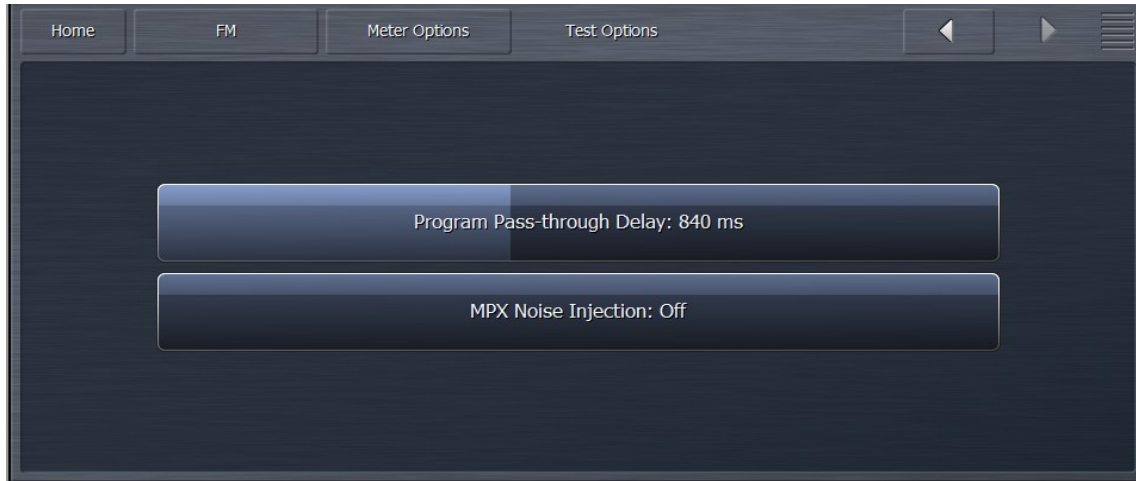 Home
FM
Meter Options
Test Options
Program Pass-through Delay: 840 ms
MPX Noise Injection: Off